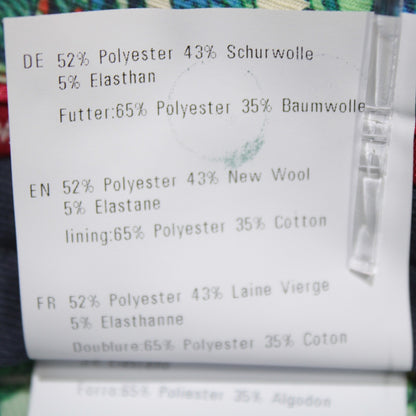 DE 52% Polyester 43% Schurwolle
5% Elasthan
Futter:65% Polyester 35% Baumwolle
EN 52% Polyester 43% New Wool
5% Elastane
lining:65% Polyester 35% Cotton
FR 52% Polyester 43% Laine Vierge
5% Elasthanne
Doublure:65% Polyester 35% Coton
Forro:65% Poliester 35% Algodon